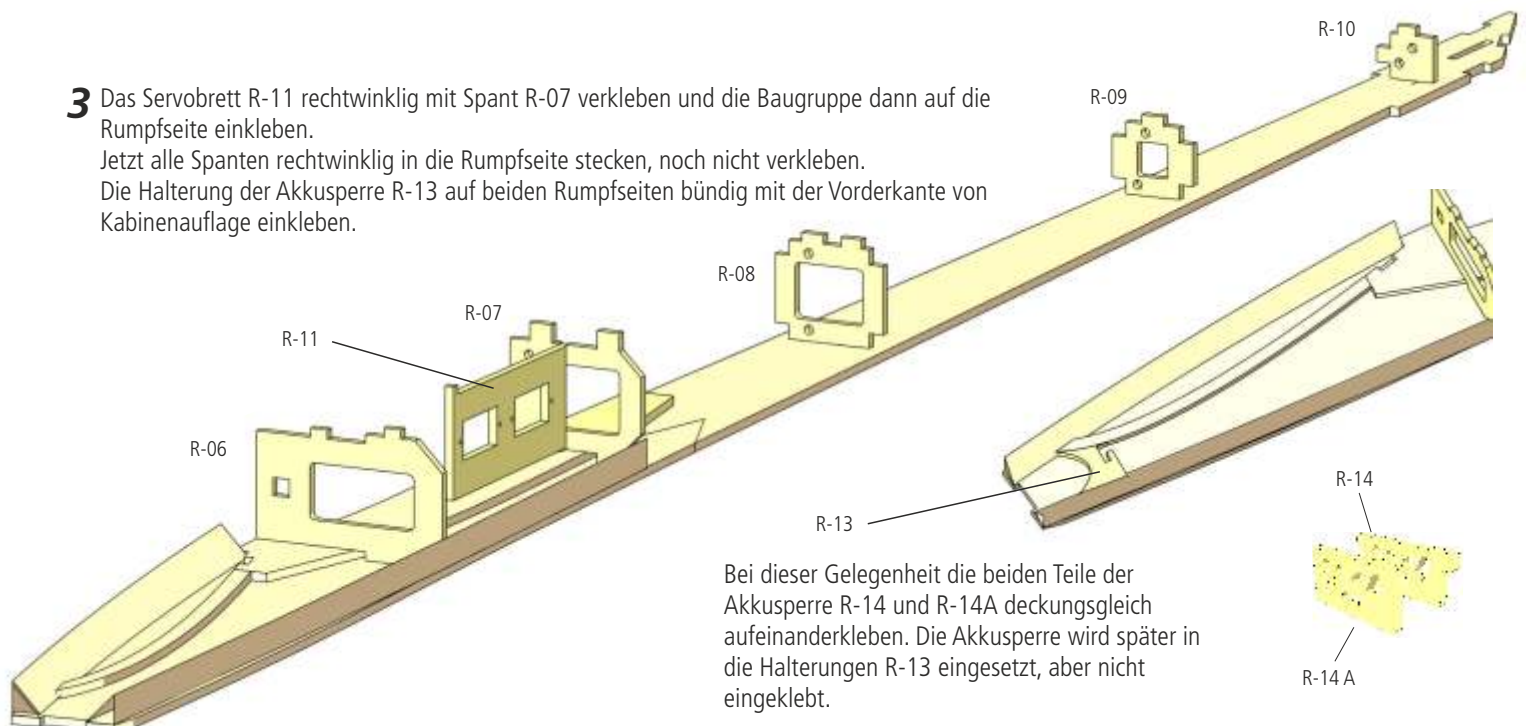 3 Das Servobrett R-11 rechtwinklig mit Spant R-07 verkleben und die Baugruppe dann auf die
Rumpfseite einkleben.
Jetzt alle Spanten rechtwinklig in die Rumpfseite stecken, noch nicht verkleben.
Die Halterung der Akkusperre R-13 auf beiden Rumpfseiten bündig mit der Vorderkante von
Kabinenauflage einkleben.
R-10
R-09
R-08
R-07
R-11
R-06
R-13
R-14
Bei dieser Gelegenheit die beiden Teile der
Akkusperre R-14 und R-14A deckungsgleich
aufeinanderkleben. Die Akkusperre wird später in
die Halterungen R-13 eingesetzt, aber nicht
eingeklebt.
R-14 A